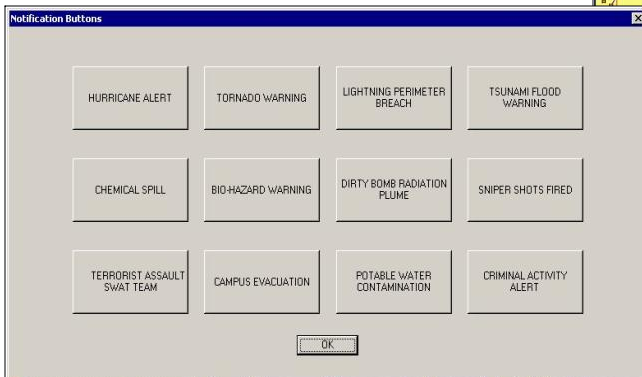 Notification Buttons
HURRICANE ALERT
TORNADO WARNING
LIGHTNING PERIMETER
BREACH
TSUNAMI FLOOD
WARNING
CHEMICAL SPILL
BIO-HAZARD WARNING
DIRTY BOMB RADIATION
PLUME
SNIPER SHOTS FIRED
TERRORIST ASSAULT
SWAT TEAM
CAMPUS EVACUATION
POTABLE WATER
CONTAMINATION
CRIMINAL ACTIVITY
ALERT
OK